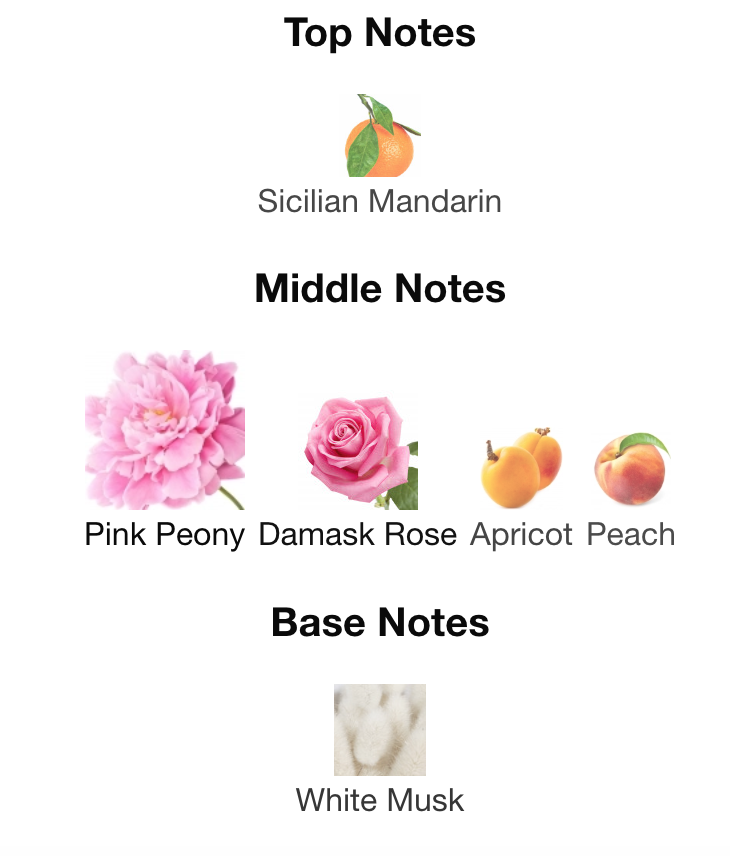 Top Notes
Sicilian Mandarin
Middle Notes
Pink Peony Damask Rose Apricot Peach
Base Notes
White Musk